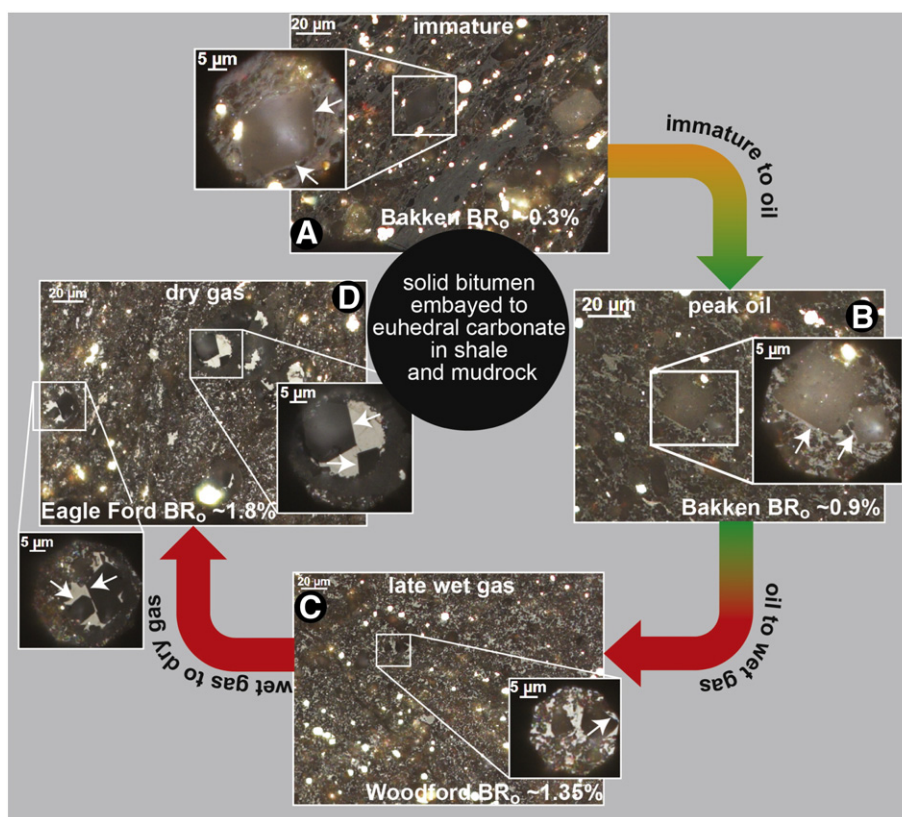 20 µm
immature
5 µm
Bakken BRₒ ~0.3%
A
immature to oil
20 µm
peak oil
B
5 µm
Bakken BRₒ ~0.9%
oil to wet gas
20 µm
late wet gas
C
5 µm
Woodford BRₒ ~1.35%
wet gas to dry gas
20 µm
dry gas
D
5 µm
Eagle Ford BRₒ ~1.8%
5 µm
solid bitumen
embayed to
euhedral carbonate
in shale
and mudrock